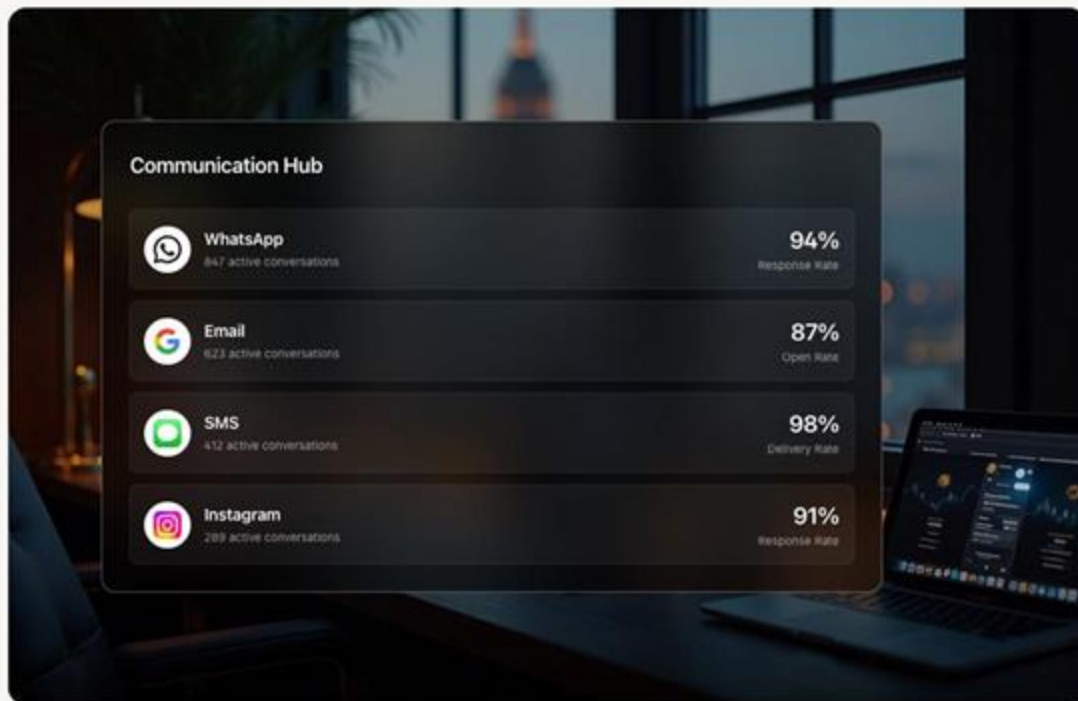 Communication Hub
WhatsApp
847 active conversations
94%
Response Rate
Email
623 active conversations
87%
Open Rate
SMS
412 active conversations
98%
Delivery Rate
Instagram
289 active conversations
91%
Response Rate